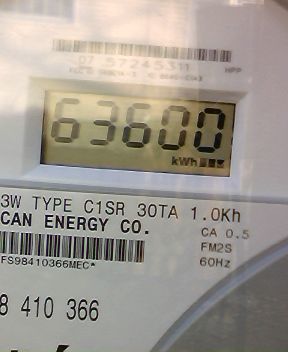 07 57245311
HPP
63600
kWh
3W TYPE C1SR 30TA 1.0Kh
CAN ENERGY CO.
CA 0.5
FM2S
60HZ
FS98410366MEC*
8 410 366